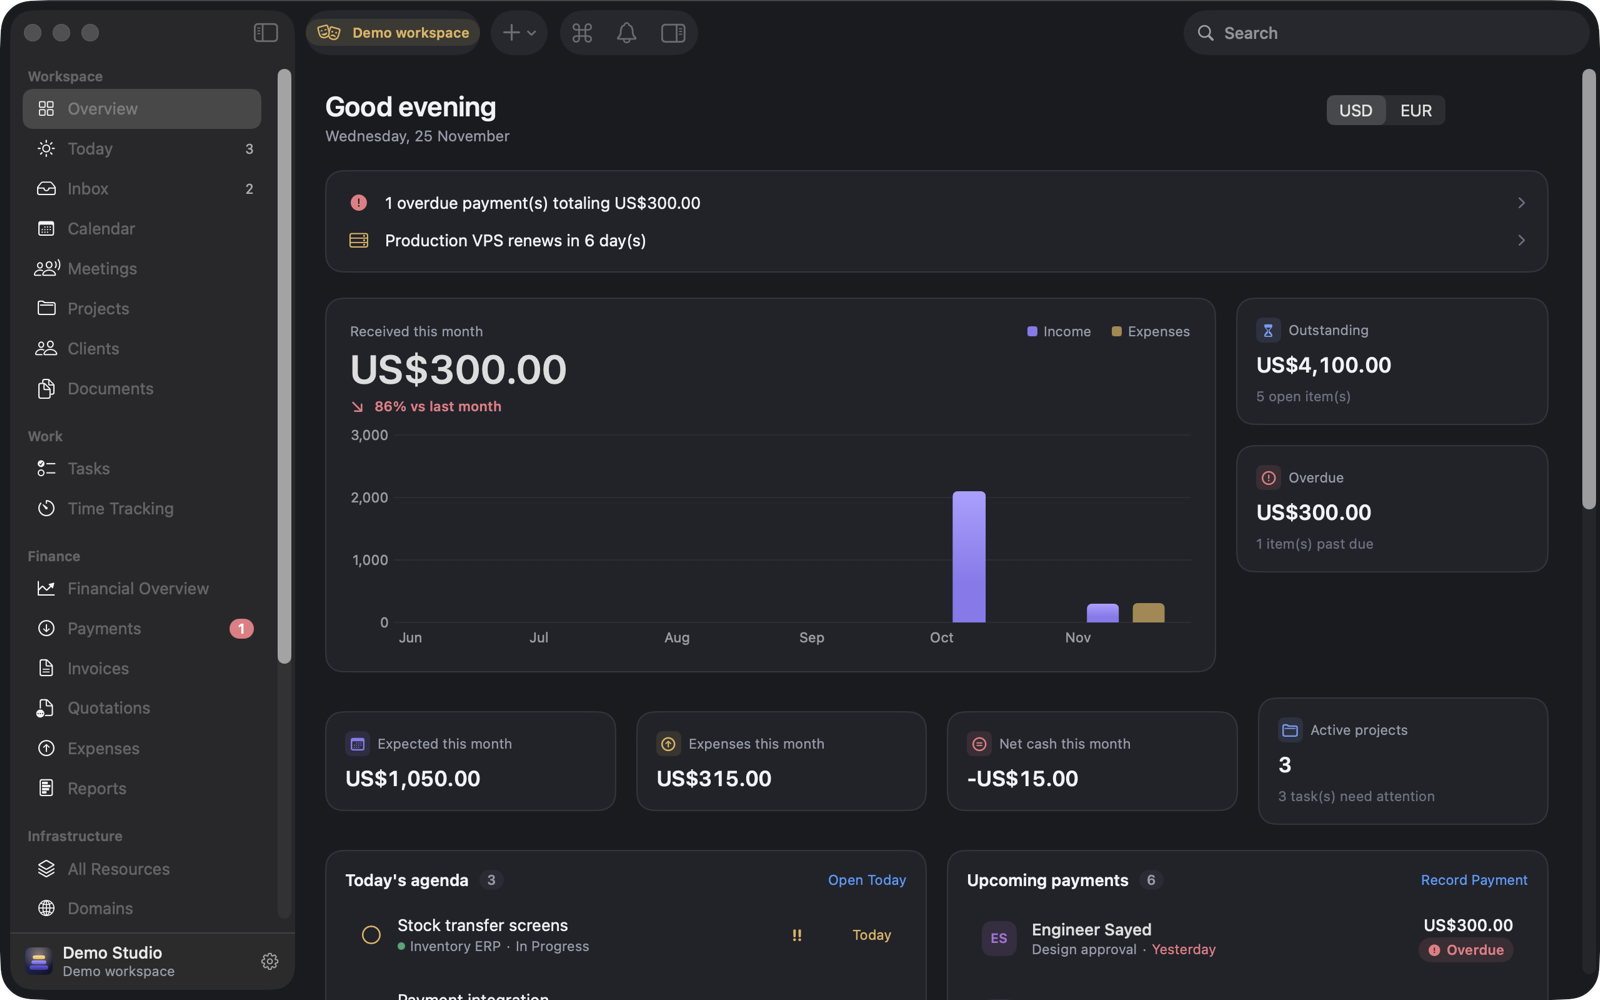 Demo workspace
Search
Workspace
Overview
Today 3
Inbox 2
Calendar
Meetings
Projects
Clients
Documents
Work
Tasks
Time Tracking
Finance
Financial Overview
Payments 1
Invoices
Quotations
Expenses
Reports
Infrastructure
All Resources
Domains
Demo Studio
Demo workspace
Good evening
Wednesday, 25 November
USD EUR
1 overdue payment(s) totaling US$300.00
Production VPS renews in 6 day(s)
Received this month
Income Expenses
US$300.00
86% vs last month
3,000
2,000
1,000
0
Jun Jul Aug Sep Oct Nov
Outstanding
US$4,100.00
5 open item(s)
Overdue
US$300.00
1 item(s) past due
Expected this month
US$1,050.00
Expenses this month
US$315.00
Net cash this month
-US$15.00
Active projects
3
3 task(s) need attention
Today's agenda 3
Open Today
Stock transfer screens
Inventory ERP · In Progress
!! Today
Payment integration
Upcoming payments 6
Record Payment
ES
Engineer Sayed
Design approval · Yesterday
US$300.00
Overdue